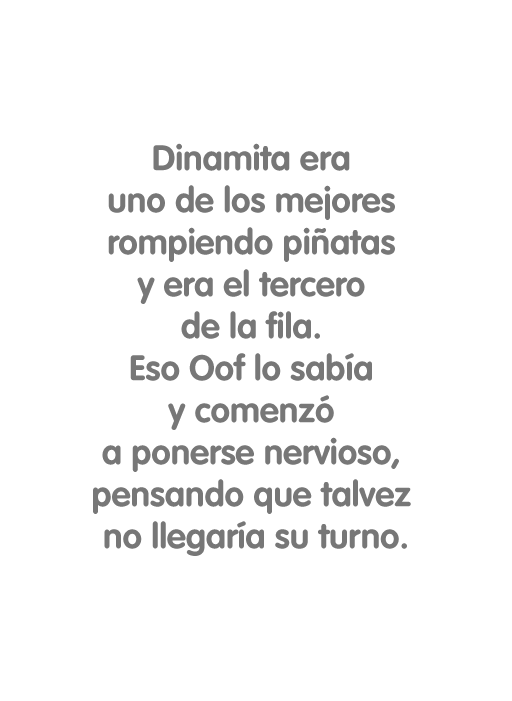 Dinamita era
uno de los mejores
rompiendo piñatas
y era el tercero
de la fila.
Eso Oof lo sabía
y comenzó
a ponerse nervioso,
pensando que talvez
no llegaría su turno.